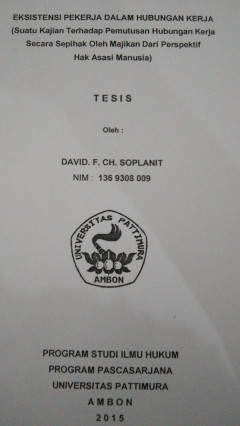 EKSISTENSI PEKERJA DALAM HUBUNGAN KERJA
(Suatu Kajian Terhadap Pemutusan Hubungan Kerja
Secara Sepihak Oleh Majikan Dari Perspektif
Hak Asasi Manusia)
TESIS
Oleh :
DAVID. F. CH. SOPLANIT
NIM : 136 9308 009
UNIVERSITAS PATTIMURA
AMBON
PROGRAM STUDI ILMU HUKUM
PROGRAM PASCASARJANA
UNIVERSITAS PATTIMURA
AMBON
2015